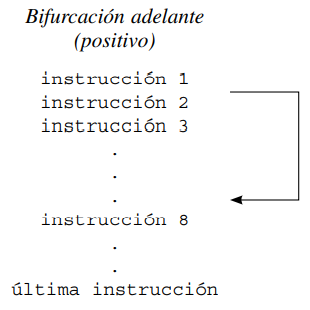 Bifurcación adelante
(positivo)
instrucción 1
instrucción 2
instrucción 3
.
.
.
instrucción 8
.
.
última instrucción